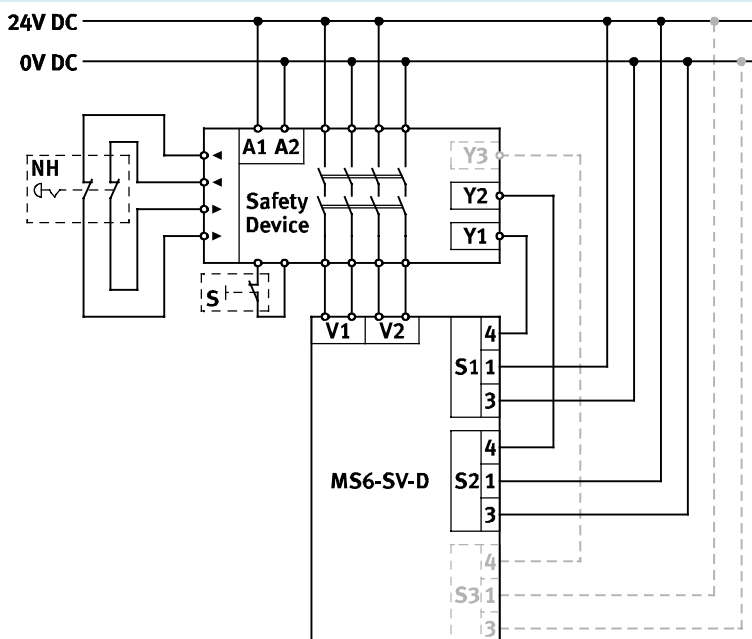 24V DC
0V DC
A1 A2
Y3
NH
Safety
Device
Y2
Y1
S
V1 V2
4
S1 1
3
4
MS6-SV-D S2 1
3
4
S3 1
3